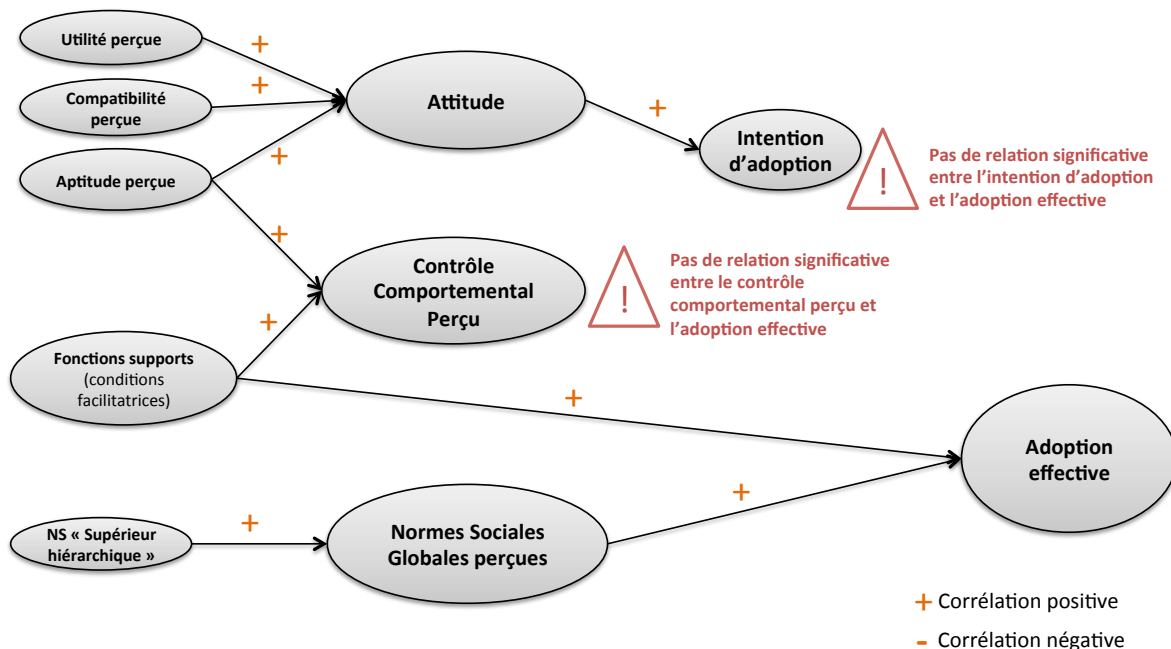 Utilité perçue
+
+
Compatibilité
perçue
Attitude
+
Intention
d'adoption
!
Pas de relation significative
entre l'intention d'adoption
et l'adoption effective
+
Aptitude perçue
+
Contrôle
Comportemental
Perçu
!
Pas de relation significative
entre le contrôle
comportemental perçu et
l'adoption effective
+
Fonctions supports
(conditions
facilitatrices)
+
Adoption
effective
+
NS « Supérieur
hiérarchique »
+
Normes Sociales
Globales perçues
+ Corrélation positive
- Corrélation négative